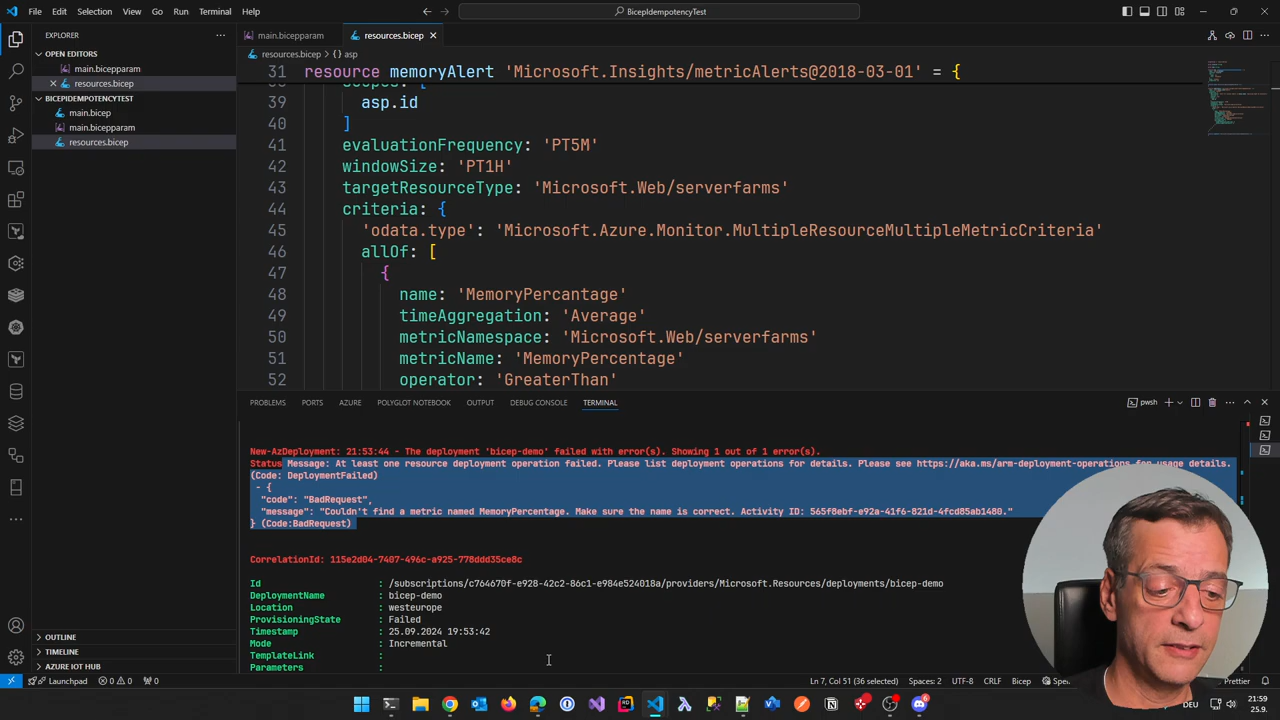 File Edit Selection View Go Run Terminal Help
BicepIdempotencyTest
EXPLORER
OPEN EDITORS
main.bicepparam
resources.bicep
BICEPIDEMPOTENCYTEST
main.bicep
main.bicepparam
resources.bicep
OUTLINE
TIMELINE
AZURE IOT HUB
main.bicepparam
resources.bicep
resources.bicep > asp
31 resource memoryAlert 'Microsoft.Insights/metricAlerts@2018-03-01' = {
scopes: [
39 asp.id
40 ]
41 evaluationFrequency: 'PT5M'
42 windowSize: 'PT1H'
43 targetResourceType: 'Microsoft.Web/serverfarms'
44 criteria: {
45 'odata.type': 'Microsoft.Azure.Monitor.MultipleResourceMultipleMetricCriteria'
46 allOf: [
47 {
48 name: 'MemoryPercantage'
49 timeAggregation: 'Average'
50 metricNamespace: 'Microsoft.Web/serverfarms'
51 metricName: 'MemoryPercentage'
52 operator: 'GreaterThan'
PROBLEMS PORTS AZURE POLYGLOT NOTEBOOK OUTPUT DEBUG CONSOLE TERMINAL
pwsh
New-AzDeployment: 21:53:44 - The deployment 'bicep-demo' failed with error(s). Showing 1 out of 1 error(s).
Status Message: At least one resource deployment operation failed. Please list deployment operations for details. Please see https://aka.ms/arm-deployment-operations for usage details.
(Code: DeploymentFailed)
- {
"code": "BadRequest",
"message": "Couldn't find a metric named MemoryPercentage. Make sure the name is correct. Activity ID: 565f8ebf-e92a-41f6-821d-4fcd85ab1480."
} (Code:BadRequest)
CorrelationId: 115e2d04-7407-496c-a925-778ddd35ce8c
Id : /subscriptions/c764670f-e928-42c2-86c1-e984e524018a/providers/Microsoft.Resources/deployments/bicep-demo
DeploymentName : bicep-demo
Location : westeurope
ProvisioningState : Failed
Timestamp : 25.09.2024 19:53:42
Mode : Incremental
TemplateLink :
Parameters :
Launchpad 0 0 0
Ln 7, Col 51 (36 selected) Spaces: 2 UTF-8 CRLF Bicep Prettier
DEU
21:59
25.9.